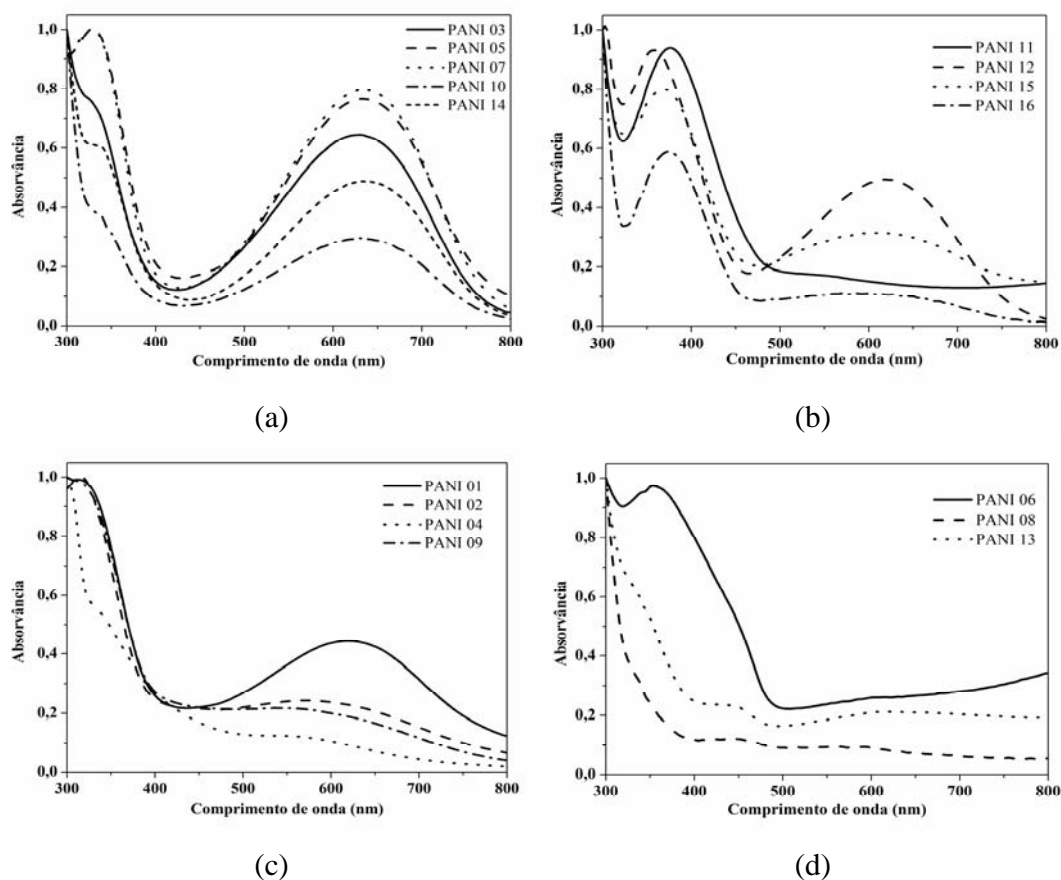 1,0
0,8
0,6
0,4
0,2
0,0
Absorvância
PANI 03
PANI 05
PANI 07
PANI 10
PANI 14
300 400 500 600 700 800
Comprimento de onda (nm)
(a)
1,0
0,8
0,6
0,4
0,2
0,0
Absorvância
PANI 11
PANI 12
PANI 15
PANI 16
300 400 500 600 700 800
Comprimento de onda (nm)
(b)
1,0
0,8
0,6
0,4
0,2
0,0
Absorvância
PANI 01
PANI 02
PANI 04
PANI 09
300 400 500 600 700 800
Comprimento de onda (nm)
(c)
1,0
0,8
0,6
0,4
0,2
0,0
Absorvância
PANI 06
PANI 08
PANI 13
300 400 500 600 700 800
Comprimento de onda (nm)
(d)